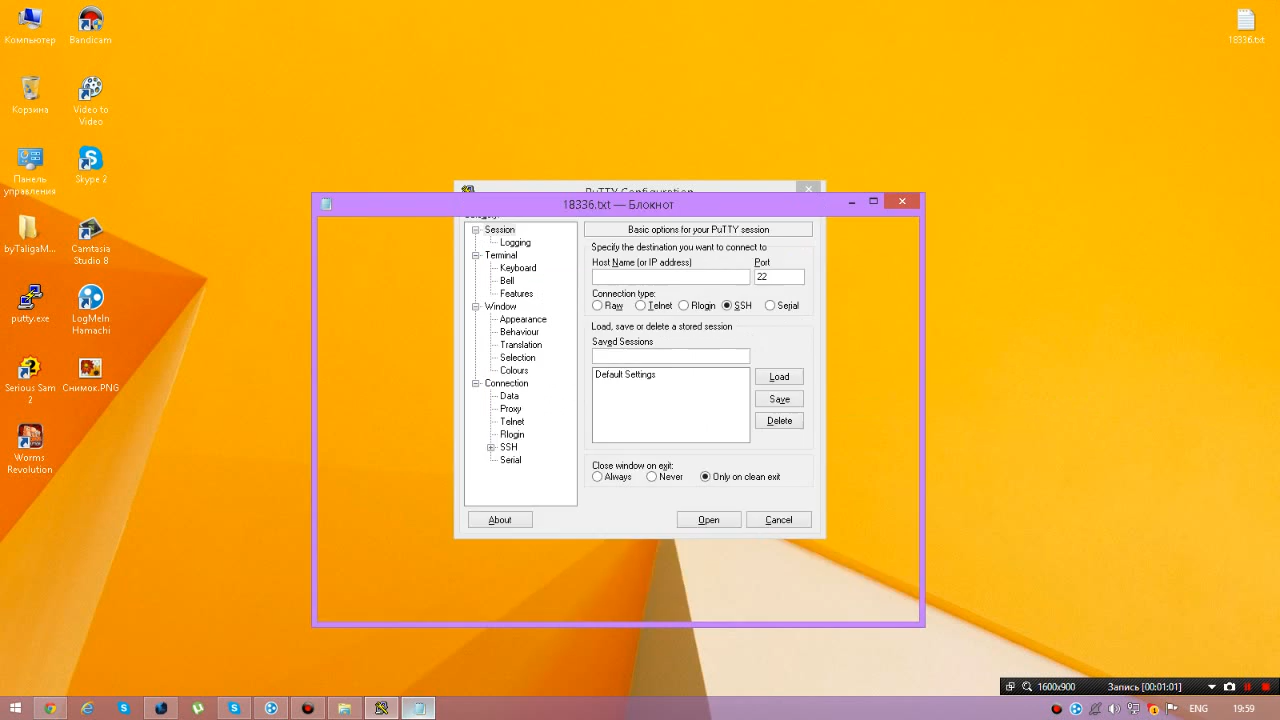 Компьютер
Bandicam
18336.txt
Корзина
Video to
Video
Панель
управления
Skype 2
byTaligaM...
Camtasia
Studio 8
putty.exe
LogMeIn
Hamachi
Serious Sam
2
Снимок.PNG
Worms
Revolution
PuTTY Configuration
18336.txt — Блокнот
Category:
Session
Logging
Terminal
Keyboard
Bell
Features
Window
Appearance
Behaviour
Translation
Selection
Colours
Connection
Data
Proxy
Telnet
Rlogin
SSH
Serial
Basic options for your PuTTY session
Specify the destination you want to connect to
Host Name (or IP address) Port
22
Connection type:
Raw Telnet Rlogin SSH Serial
Load, save or delete a stored session
Saved Sessions
Default Settings
Load
Save
Delete
Close window on exit:
Always Never Only on clean exit
About Open Cancel
1600x900 Запись [00:01:01]
ENG 19:59